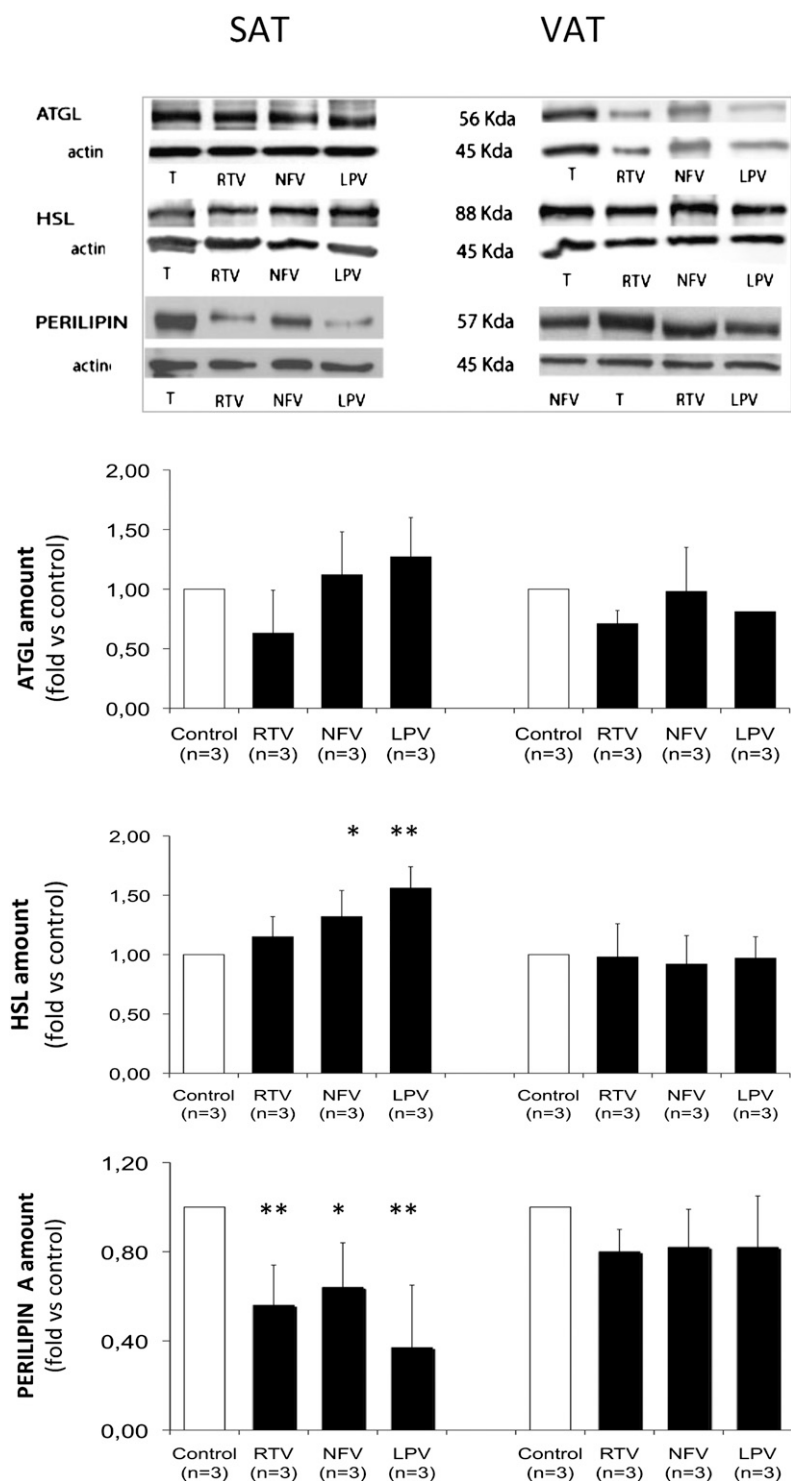 SAT VAT
ATGL 56 Kda
actin 45 Kda
T RTV NFV LPV T RTV NFV LPV
HSL 88 Kda
actin 45 Kda
T RTV NFV LPV T RTV NFV LPV
PERILIPIN 57 Kda
actin 45 Kda
T RTV NFV LPV NFV T RTV LPV
ATGL amount
(fold vs control)
2,00
1,50
1,00
0,50
0,00
Control RTV NFV LPV Control RTV NFV LPV
(n=3) (n=3) (n=3) (n=3) (n=3) (n=3) (n=3) (n=3)
HSL amount
(fold vs control)
* **
2,00
1,50
1,00
0,50
0,00
Control RTV NFV LPV Control RTV NFV LPV
(n=3) (n=3) (n=3) (n=3) (n=3) (n=3) (n=3) (n=3)
PERILIPIN A amount
(fold vs control)
1,20
** * **
0,80
0,40
0,00
Control RTV NFV LPV Control RTV NFV LPV
(n=3) (n=3) (n=3) (n=3) (n=3) (n=3) (n=3) (n=3)